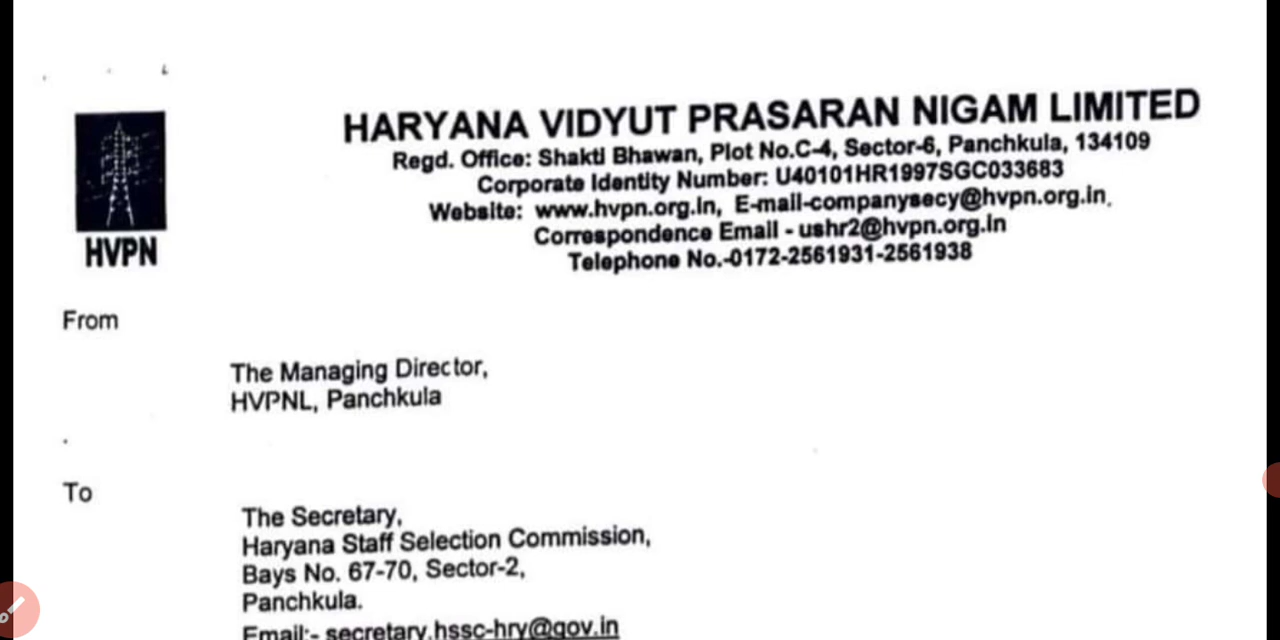 HARYANA VIDYUT PRASARAN NIGAM LIMITED
Regd. Office: Shakti Bhawan, Plot No.C-4, Sector-6, Panchkula, 134109
Corporate Identity Number: U40101HR1997SGC033683
Website: www.hvpn.org.in, E-mail-companysecy@hvpn.org.in,
Correspondence Email - ushr2@hvpn.org.in
Telephone No.-0172-2561931-2561938
HVPN
From
The Managing Director,
HVPNL, Panchkula
To
The Secretary,
Haryana Staff Selection Commission,
Bays No. 67-70, Sector-2,
Panchkula.
Email:- secretary.hssc-hry@gov.in